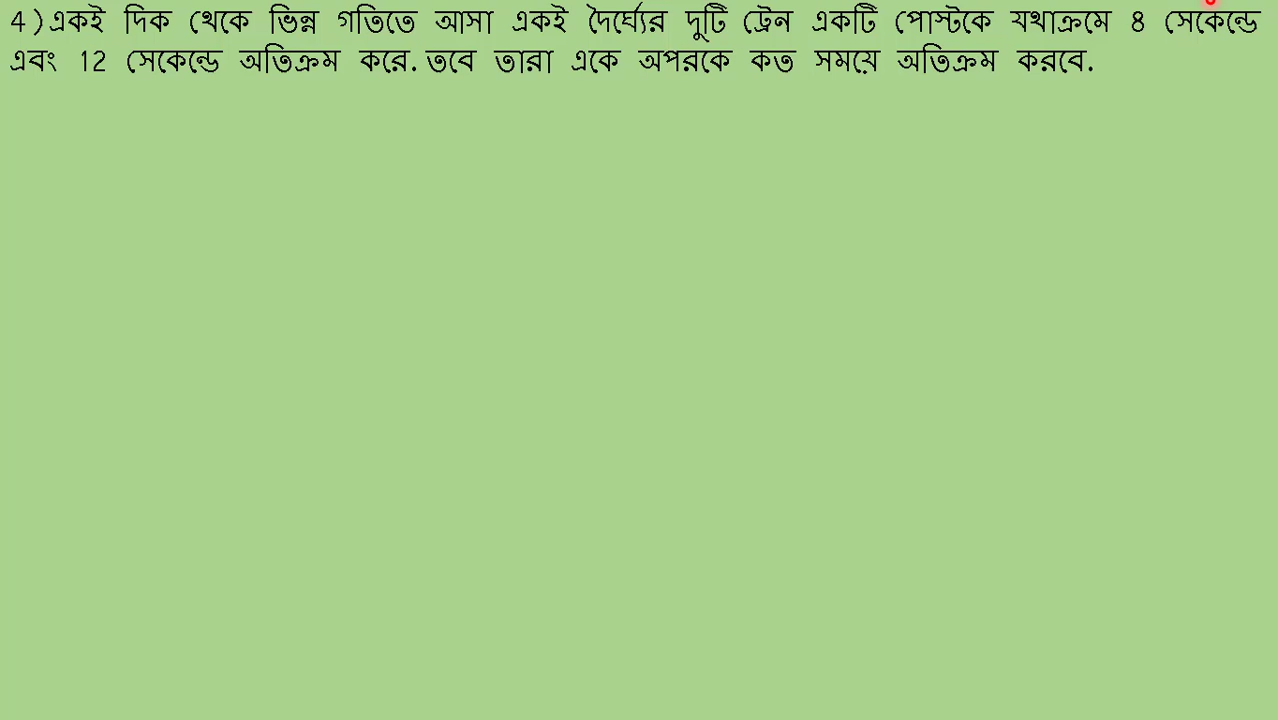 4)একই দিক থেকে ভিন্ন গতিতে আসা একই দৈর্ঘ্যের দুটি ট্রেন একটি পোস্টকে যথাক্রমে 8 সেকেন্ডে
এবং 12 সেকেন্ডে অতিক্রম করে.তবে তারা একে অপরকে কত সময়ে অতিক্রম করবে.